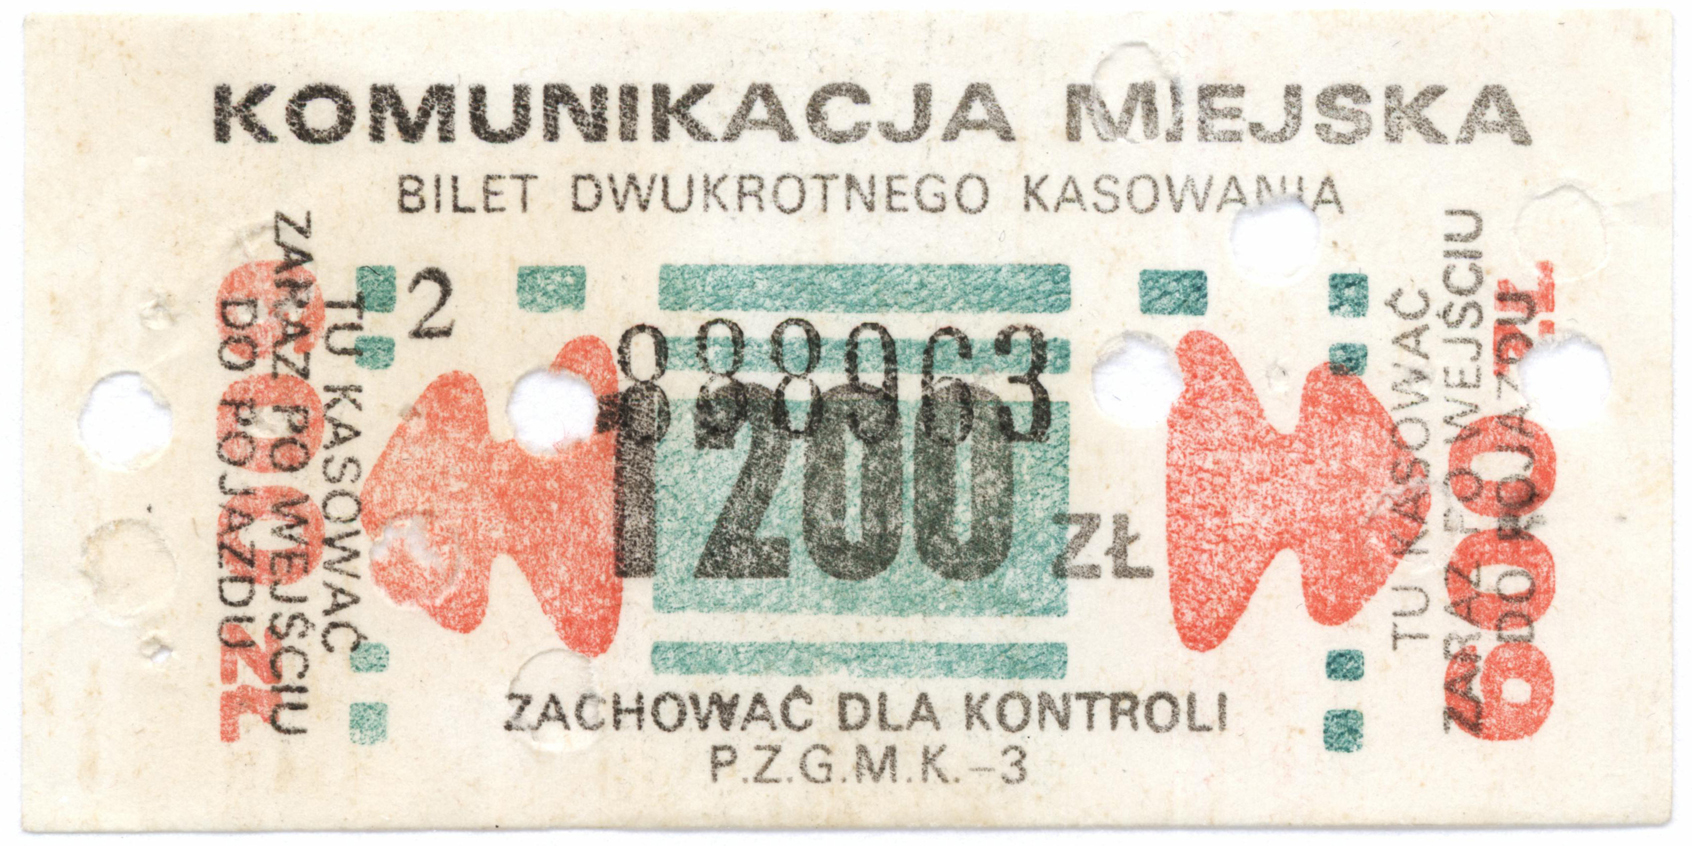 KOMUNIKACJA MIEJSKA
BILET DWUKROTNEGO KASOWANIA
TU KASOWAĆ
ZARAZ PO WEJŚCIU
DO POJAZDU
600 ZŁ
2
888963
1200 ZŁ
TU KASOWAĆ
ZARAZ PO WEJŚCIU
DO POJAZDU
600 ZŁ
ZACHOWAĆ DLA KONTROLI
P.Z.G.M.K.–3